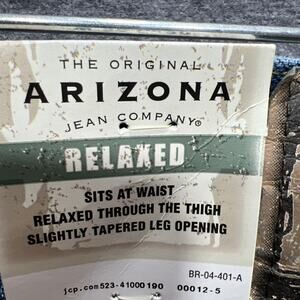 THE ORIGINAL
ARIZONA
JEAN COMPANY®
RELAXED
SITS AT WAIST
RELAXED THROUGH THE THIGH
SLIGHTLY TAPERED LEG OPENING
BR-04-401-A
jcp.com523-41000190 00012-5